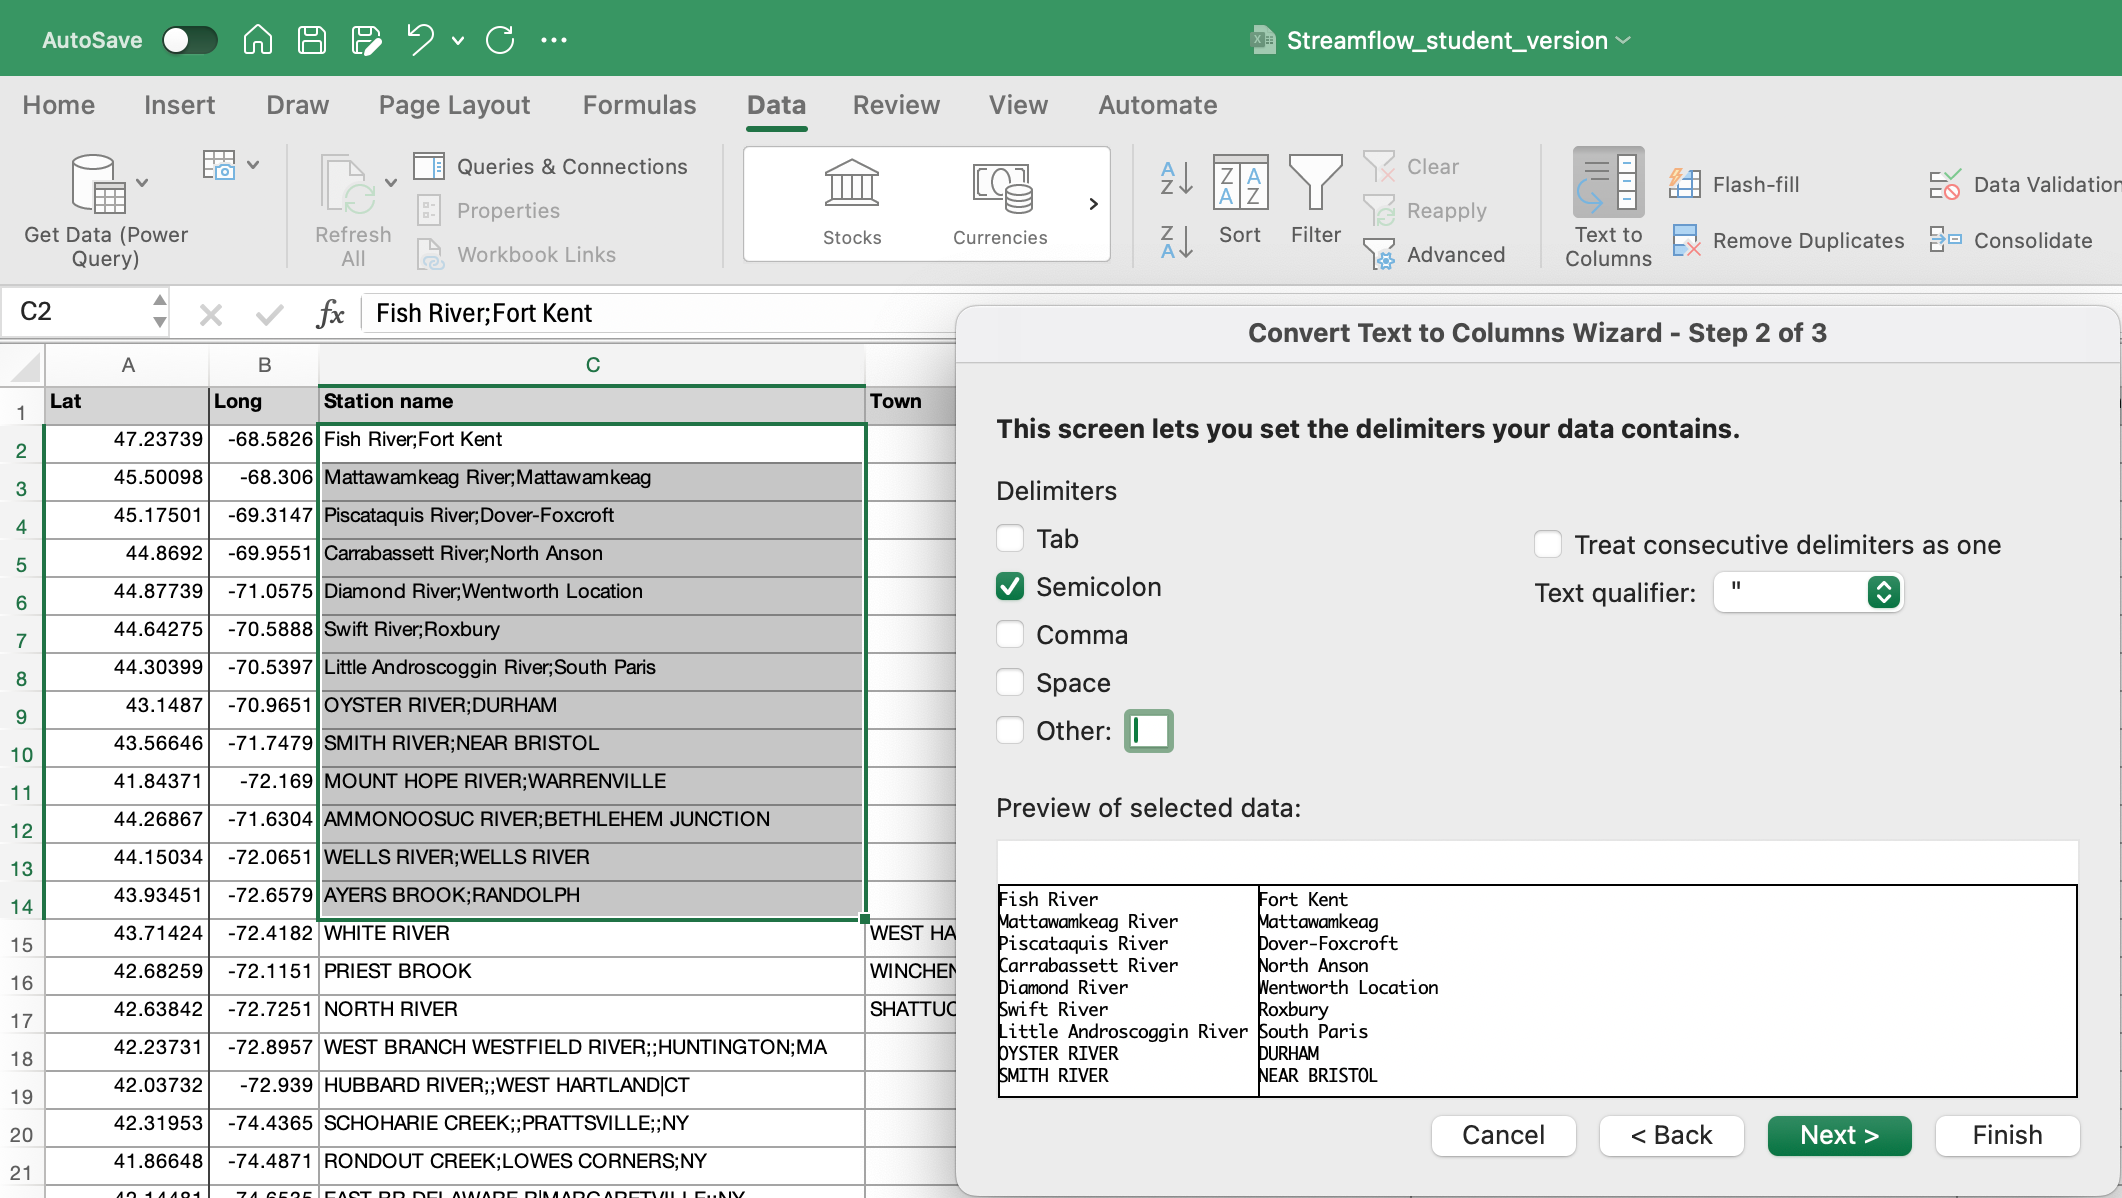 AutoSave
Streamflow_student_version
Home Insert Draw Page Layout Formulas Data Review View Automate
Get Data (Power Query)
Refresh All
Queries & Connections
Properties
Workbook Links
Stocks
Currencies
Sort
Filter
Clear
Reapply
Advanced
Text to Columns
Flash-fill
Remove Duplicates
Data Validation
Consolidate
C2 fx Fish River;Fort Kent
A B C
1 Lat Long Station name Town
2 47.23739 -68.5826 Fish River;Fort Kent
3 45.50098 -68.306 Mattawamkeag River;Mattawamkeag
4 45.17501 -69.3147 Piscataquis River;Dover-Foxcroft
5 44.8692 -69.9551 Carrabassett River;North Anson
6 44.87739 -71.0575 Diamond River;Wentworth Location
7 44.64275 -70.5888 Swift River;Roxbury
8 44.30399 -70.5397 Little Androscoggin River;South Paris
9 43.1487 -70.9651 OYSTER RIVER;DURHAM
10 43.56646 -71.7479 SMITH RIVER;NEAR BRISTOL
11 41.84371 -72.169 MOUNT HOPE RIVER;WARRENVILLE
12 44.26867 -71.6304 AMMONOOSUC RIVER;BETHLEHEM JUNCTION
13 44.15034 -72.0651 WELLS RIVER;WELLS RIVER
14 43.93451 -72.6579 AYERS BROOK;RANDOLPH
15 43.71424 -72.4182 WHITE RIVER WEST HA
16 42.68259 -72.1151 PRIEST BROOK WINCHEN
17 42.63842 -72.7251 NORTH RIVER SHATTUC
18 42.23731 -72.8957 WEST BRANCH WESTFIELD RIVER;;HUNTINGTON;MA
19 42.03732 -72.939 HUBBARD RIVER;;WEST HARTLAND|CT
20 42.31953 -74.4365 SCHOHARIE CREEK;;PRATTSVILLE;;NY
21 41.86648 -74.4871 RONDOUT CREEK;LOWES CORNERS;NY
Convert Text to Columns Wizard - Step 2 of 3
This screen lets you set the delimiters your data contains.
Delimiters
Tab
Semicolon
Comma
Space
Other:
Treat consecutive delimiters as one
Text qualifier: "
Preview of selected data:
Fish River Fort Kent
Mattawamkeag River Mattawamkeag
Piscataquis River Dover-Foxcroft
Carrabassett River North Anson
Diamond River Wentworth Location
Swift River Roxbury
Little Androscoggin River South Paris
OYSTER RIVER DURHAM
SMITH RIVER NEAR BRISTOL
Cancel < Back Next > Finish